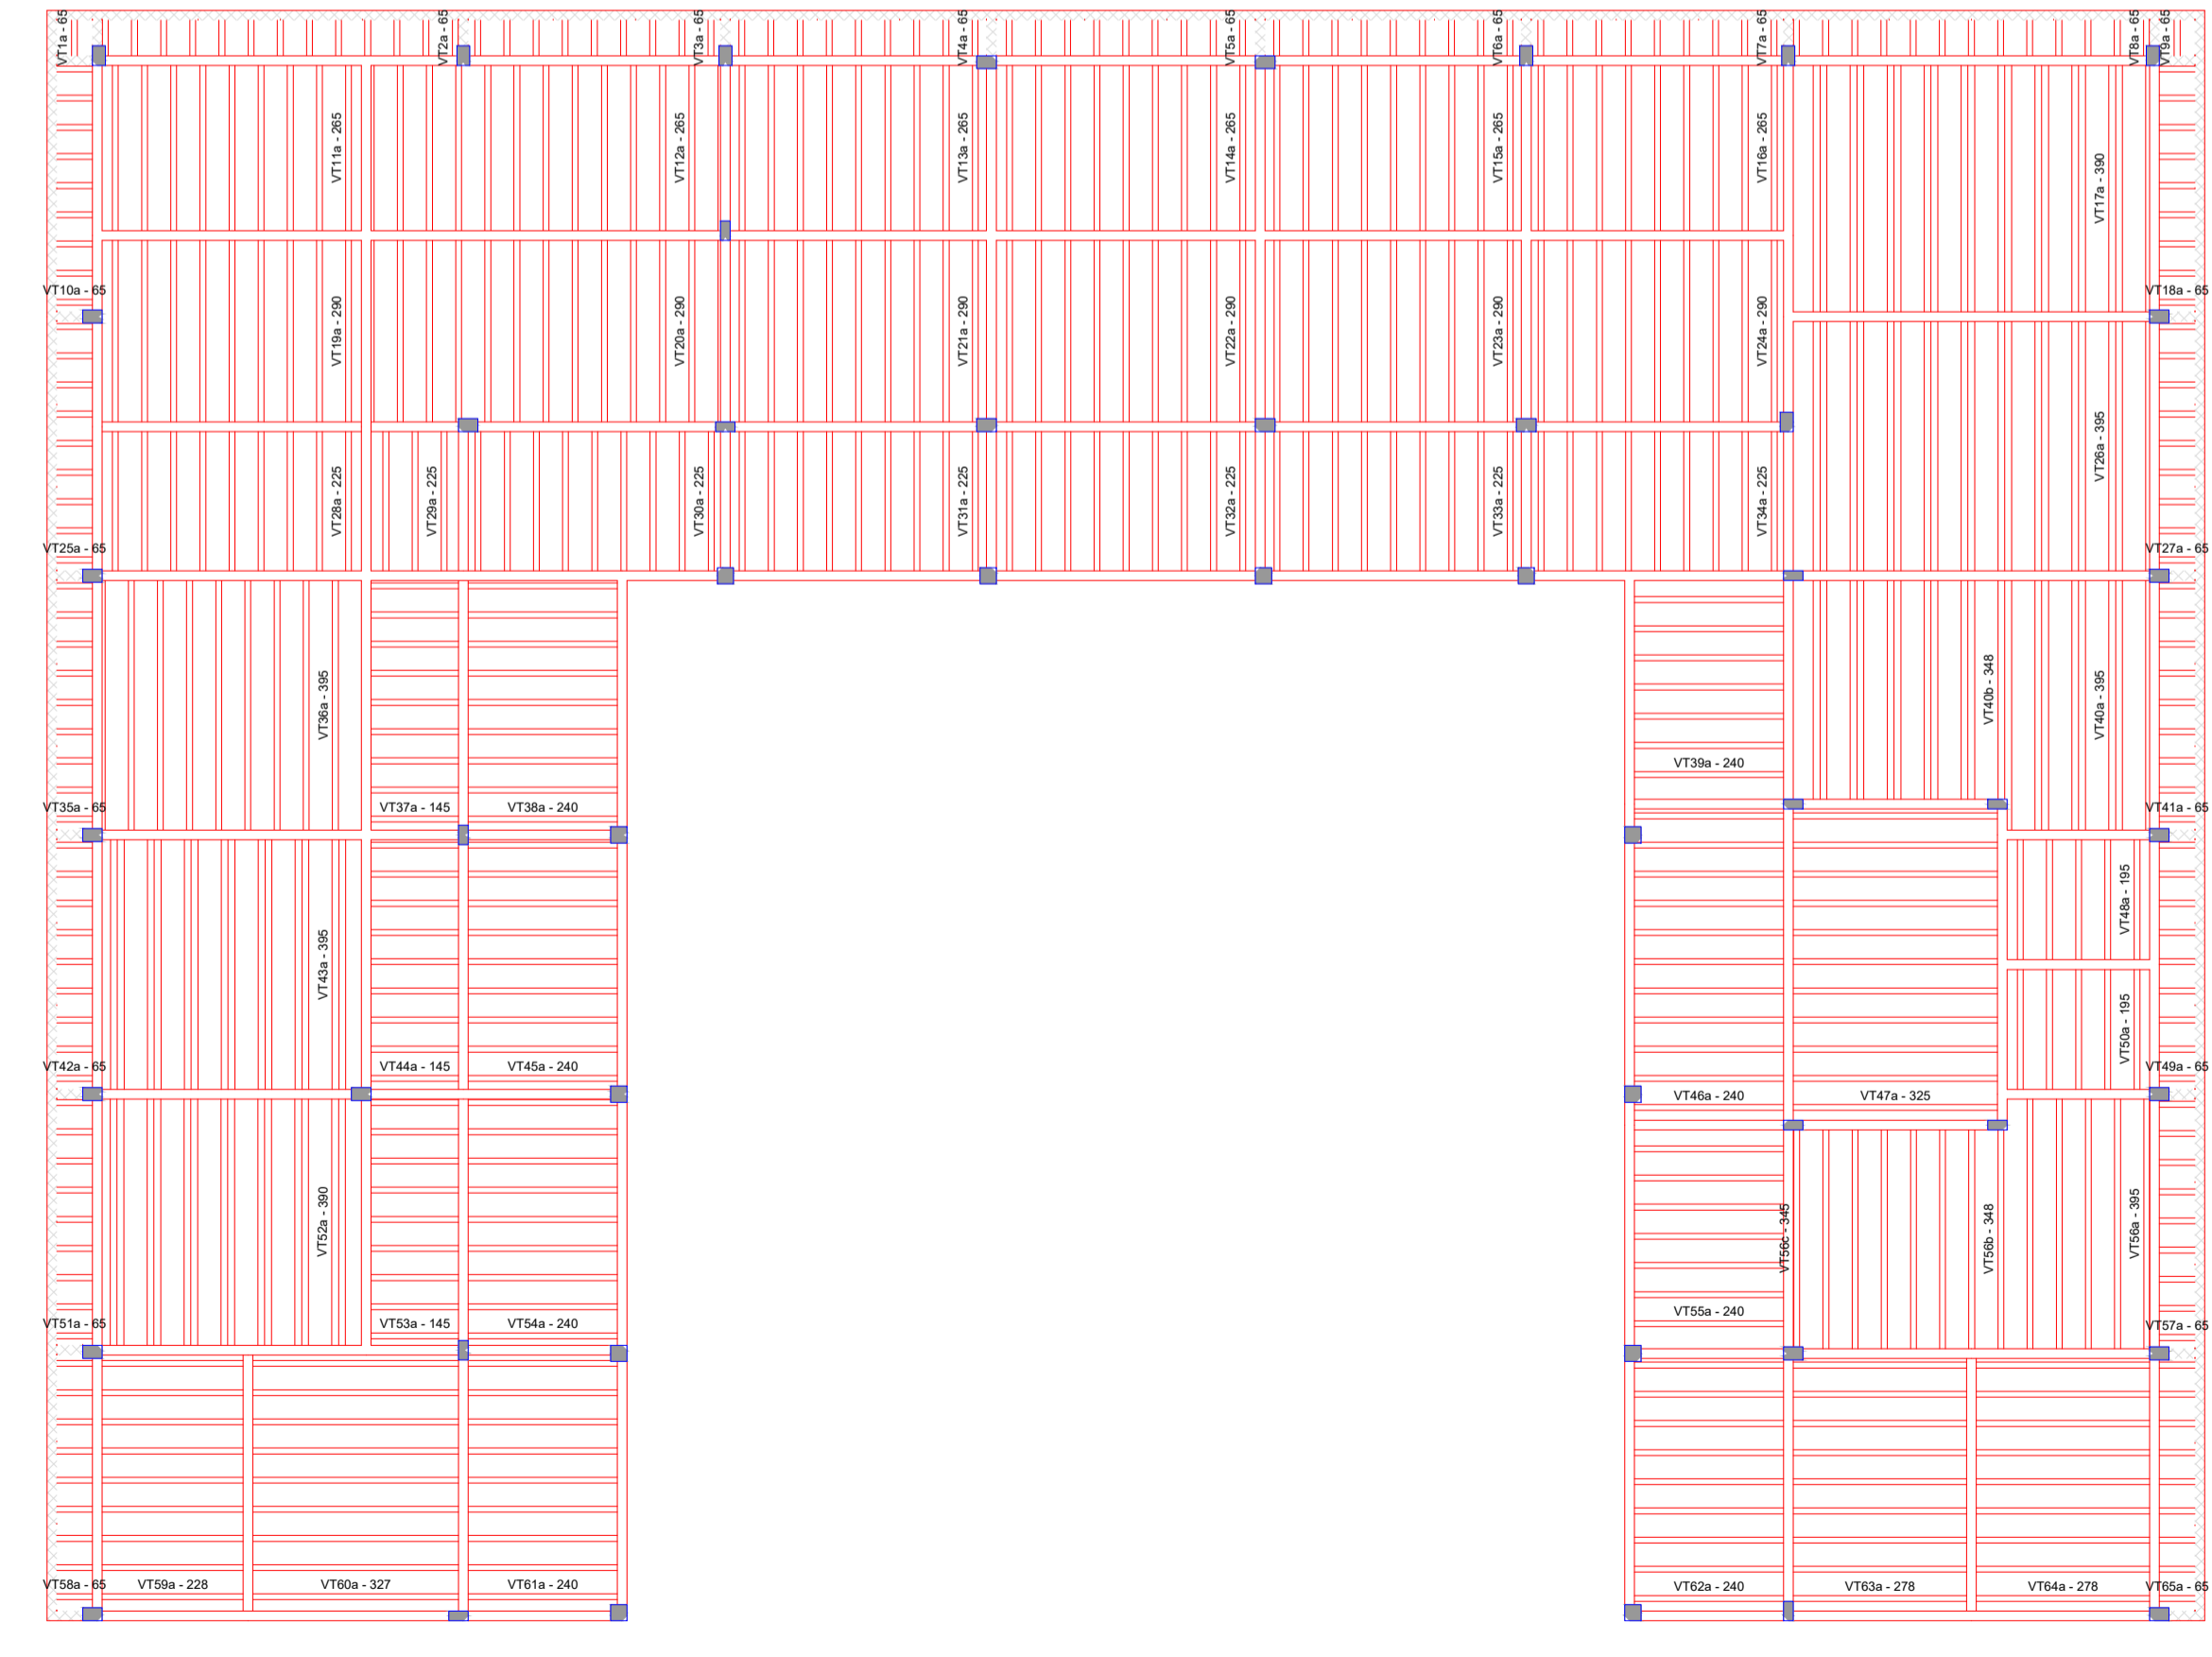 VT1a - 65
VT2a - 65
VT3a - 65
VT4a - 65
VT5a - 65
VT6a - 65
VT7a - 65
VT8a - 65
VT9a - 65
VT11a - 265
VT12a - 265
VT13a - 265
VT14a - 265
VT15a - 265
VT16a - 265
VT17a - 390
VT10a - 65
VT18a - 65
VT19a - 290
VT20a - 290
VT21a - 290
VT22a - 290
VT23a - 290
VT24a - 290
VT26a - 395
VT25a - 65
VT27a - 65
VT28a - 225
VT29a - 225
VT30a - 225
VT31a - 225
VT32a - 225
VT33a - 225
VT34a - 225
VT36a - 395
VT40b - 348
VT40a - 395
VT39a - 240
VT35a - 65
VT37a - 145
VT38a - 240
VT41a - 65
VT48a - 195
VT43a - 395
VT50a - 195
VT42a - 65
VT44a - 145
VT45a - 240
VT46a - 240
VT47a - 325
VT49a - 65
VT52a - 390
VT56c - 345
VT56b - 348
VT56a - 395
VT51a - 65
VT53a - 145
VT54a - 240
VT55a - 240
VT57a - 65
VT58a - 65
VT59a - 228
VT60a - 327
VT61a - 240
VT62a - 240
VT63a - 278
VT64a - 278
VT65a - 65